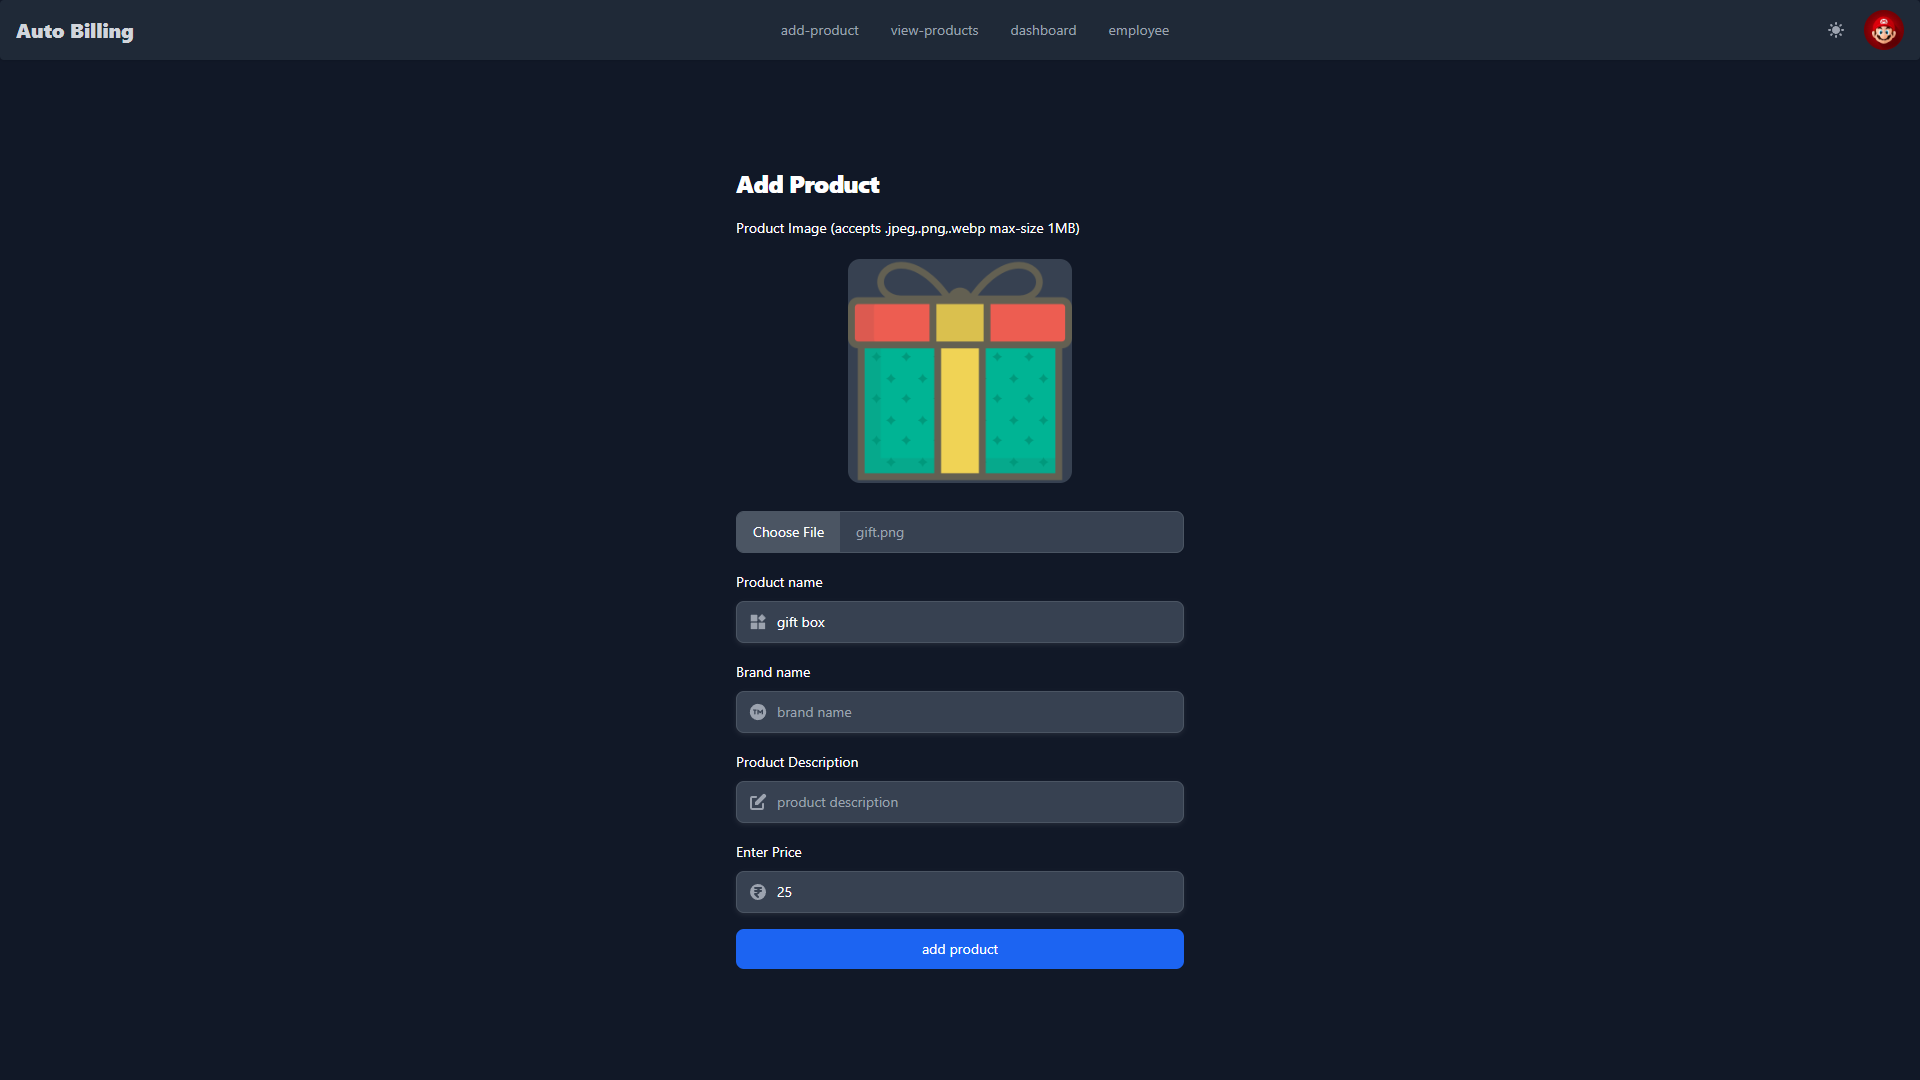 Auto Billing
add-product
view-products
dashboard
employee
Add Product
Product Image (accepts .jpeg,.png,.webp max-size 1MB)
Choose File
gift.png
Product name
gift box
Brand name
TM
brand name
Product Description
product description
Enter Price
₹
25
add product